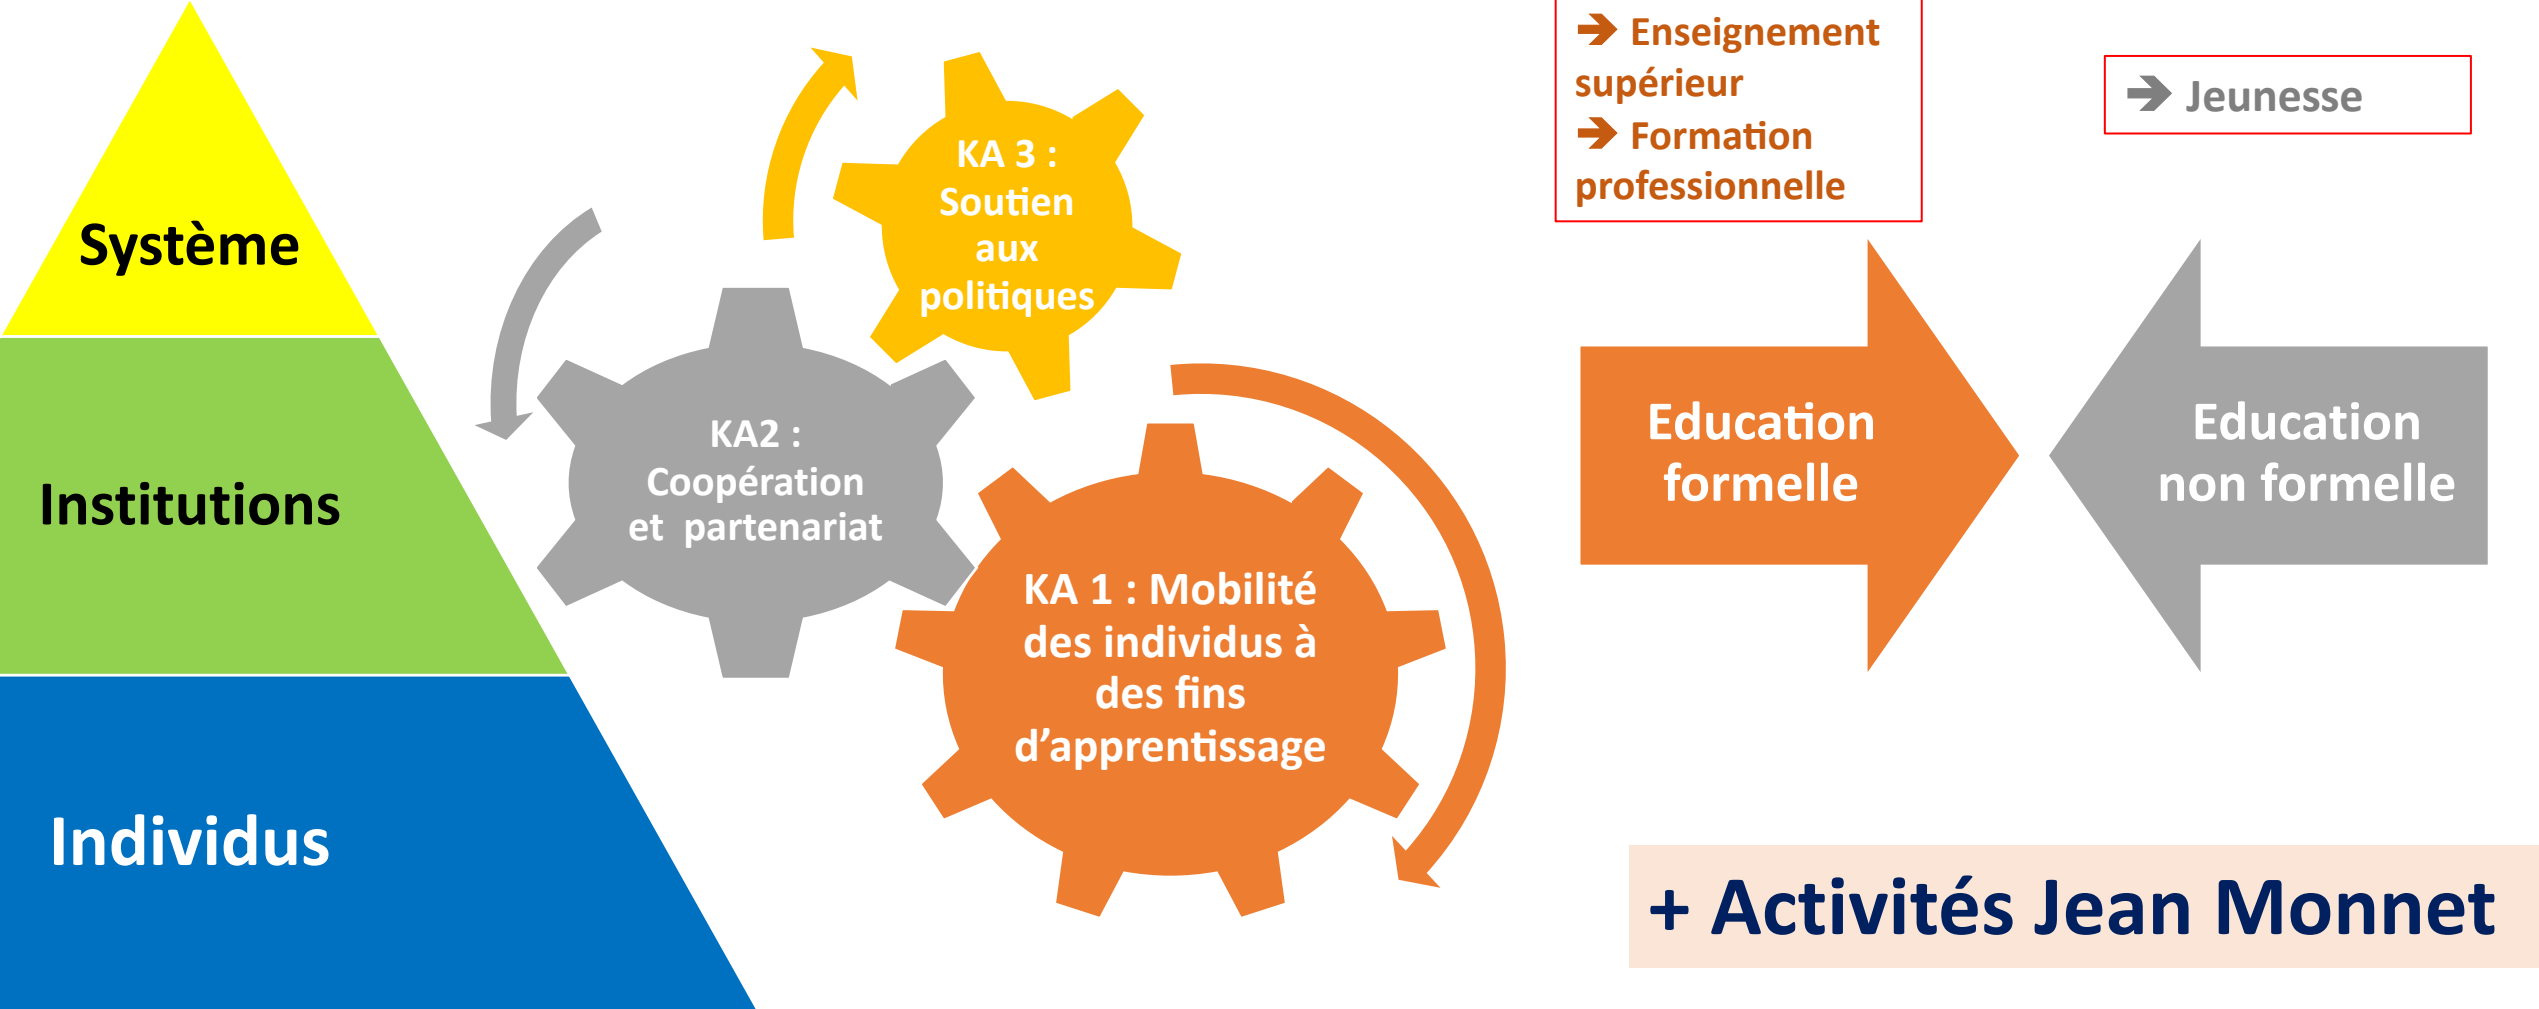 Système
Institutions
Individus
KA 3 :
Soutien
aux
politiques
KA2 :
Coopération
et  partenariat
KA 1 : Mobilité
des individus à
des fins
d’apprentissage
➔ Enseignement
supérieur
➔ Formation
professionnelle
➔ Jeunesse
Education
formelle
Education
non formelle
+ Activités Jean Monnet